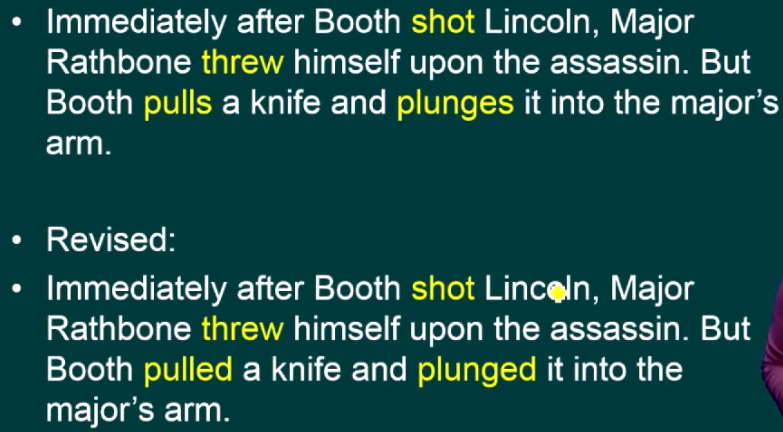 • Immediately after Booth shot Lincoln, Major
Rathbone threw himself upon the assassin. But
Booth pulls a knife and plunges it into the major's
arm.
• Revised:
• Immediately after Booth shot Lincoln, Major
Rathbone threw himself upon the assassin. But
Booth pulled a knife and plunged it into the
major's arm.